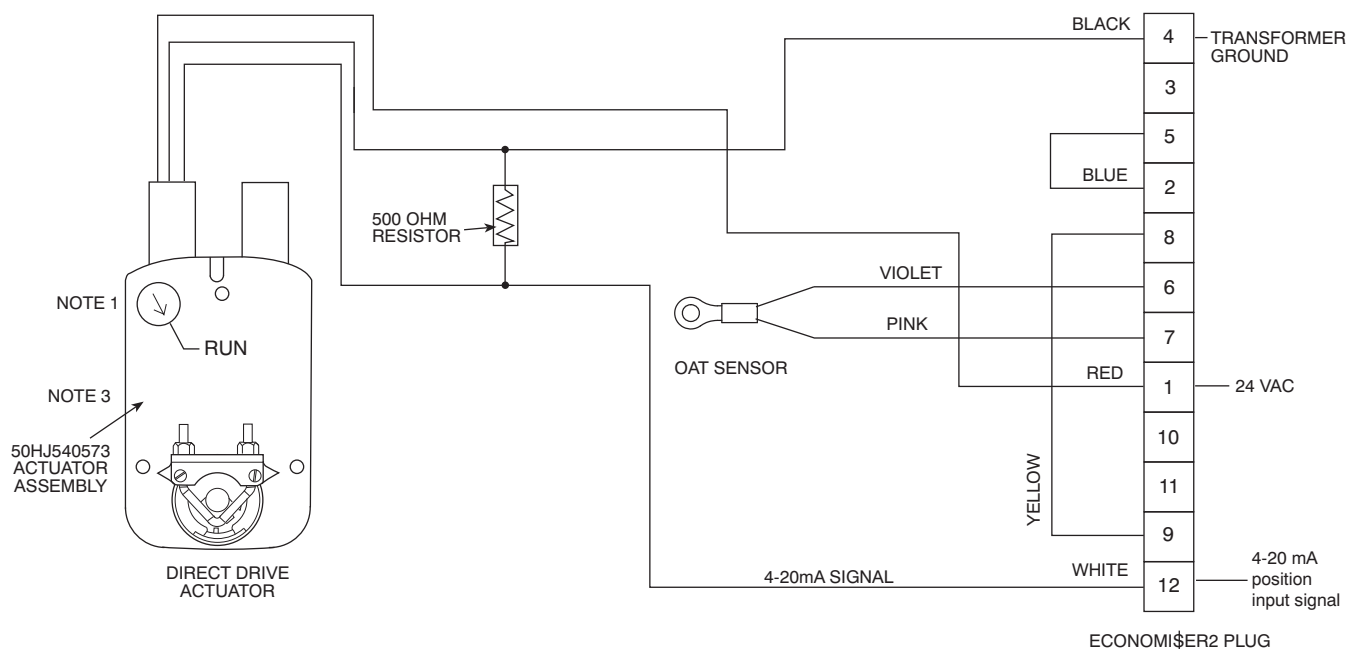 BLACK
4
TRANSFORMER
GROUND
3
5
BLUE
2
500 OHM
RESISTOR
8
VIOLET
6
NOTE 1
PINK
7
RUN
OAT SENSOR
RED
1
24 VAC
NOTE 3
10
50HJ540573
ACTUATOR
ASSEMBLY
11
YELLOW
9
DIRECT DRIVE
ACTUATOR
4-20mA SIGNAL
WHITE
12
4-20 mA
position
input signal
ECONOMI$ER2 PLUG